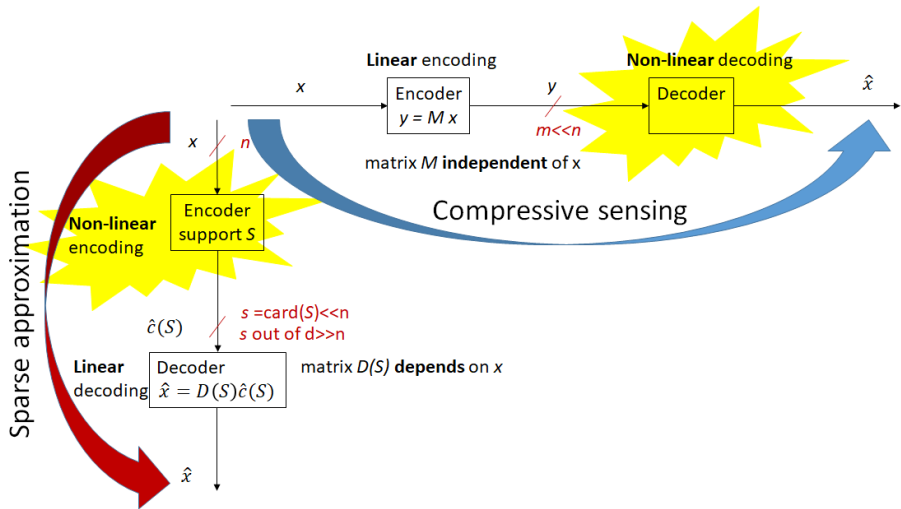 Linear encoding
Non-linear decoding
x
Encoder
y = M x
y
m<<n
Decoder
x̂
matrix M independent of x
x
n
Compressive sensing
Sparse approximation
Non-linear
encoding
Encoder
support S
ĉ(S)
s =card(S)<<n
s out of d>>n
Linear
decoding
Decoder
x̂ = D(S)ĉ(S)
matrix D(S) depends on x
x̂